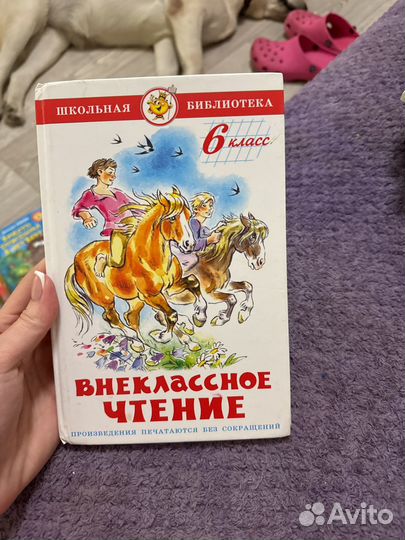 ШКОЛЬНАЯ БИБЛИОТЕКА
6 класс
ВНЕКЛАССНОЕ
ЧТЕНИЕ
ПРОИЗВЕДЕНИЯ ПЕЧАТАЮТСЯ БЕЗ СОКРАЩЕНИЙ
Avito